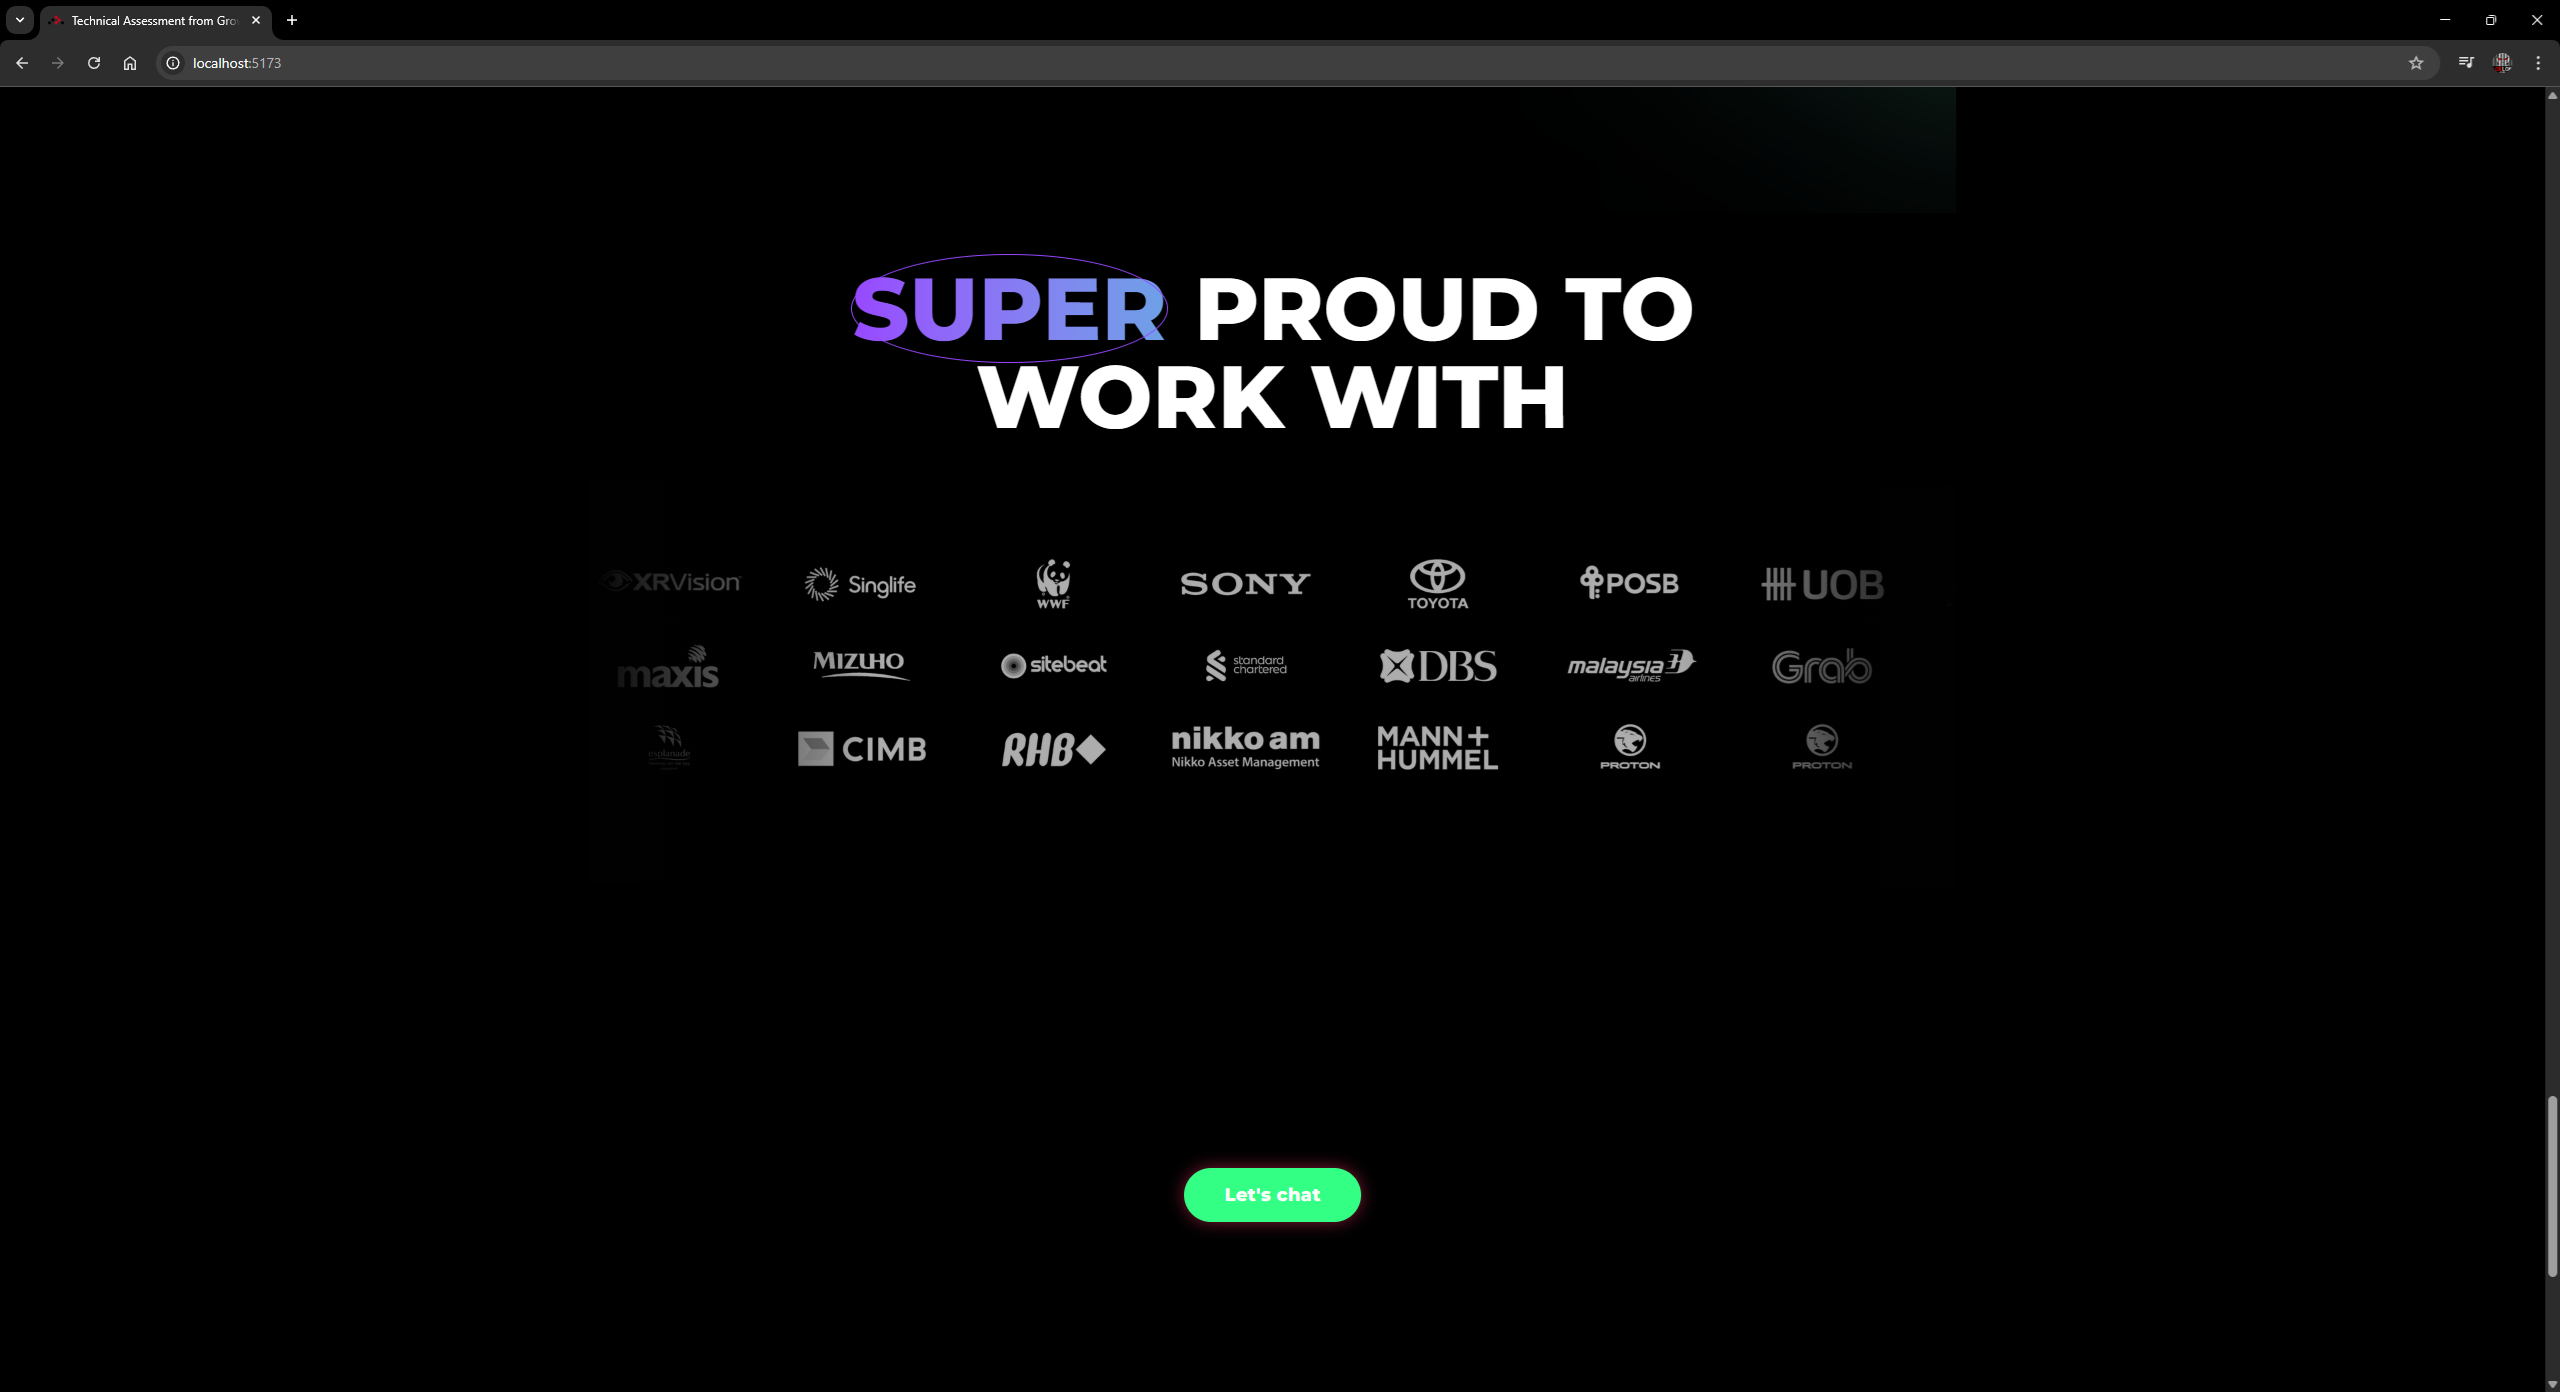 Technical Assessment from Gro
localhost:5173
SUPER PROUD TO
WORK WITH
XRVision
Singlife
WWF
SONY
TOYOTA
POSB
UOB
maxis
MIZUHO
sitebeat
standard
chartered
DBS
malaysia
airlines
Grab
esplanade
CIMB
RHB
nikko am
Nikko Asset Management
MANN+
HUMMEL
PROTON
PROTON
Let's chat